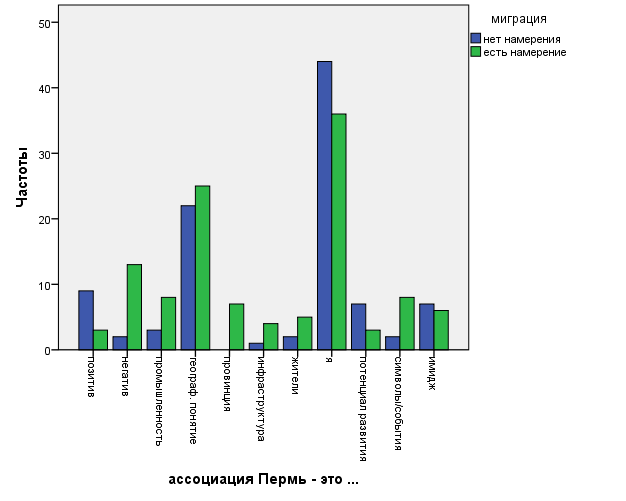 миграция
нет намерения
есть намерение
Частоты
50
40
30
20
10
0
позитив
негатив
промышленность
географ. понятие
провинция
инфраструктура
жители
я
потенциал развития
символы/события
имидж
ассоциация Пермь - это ...